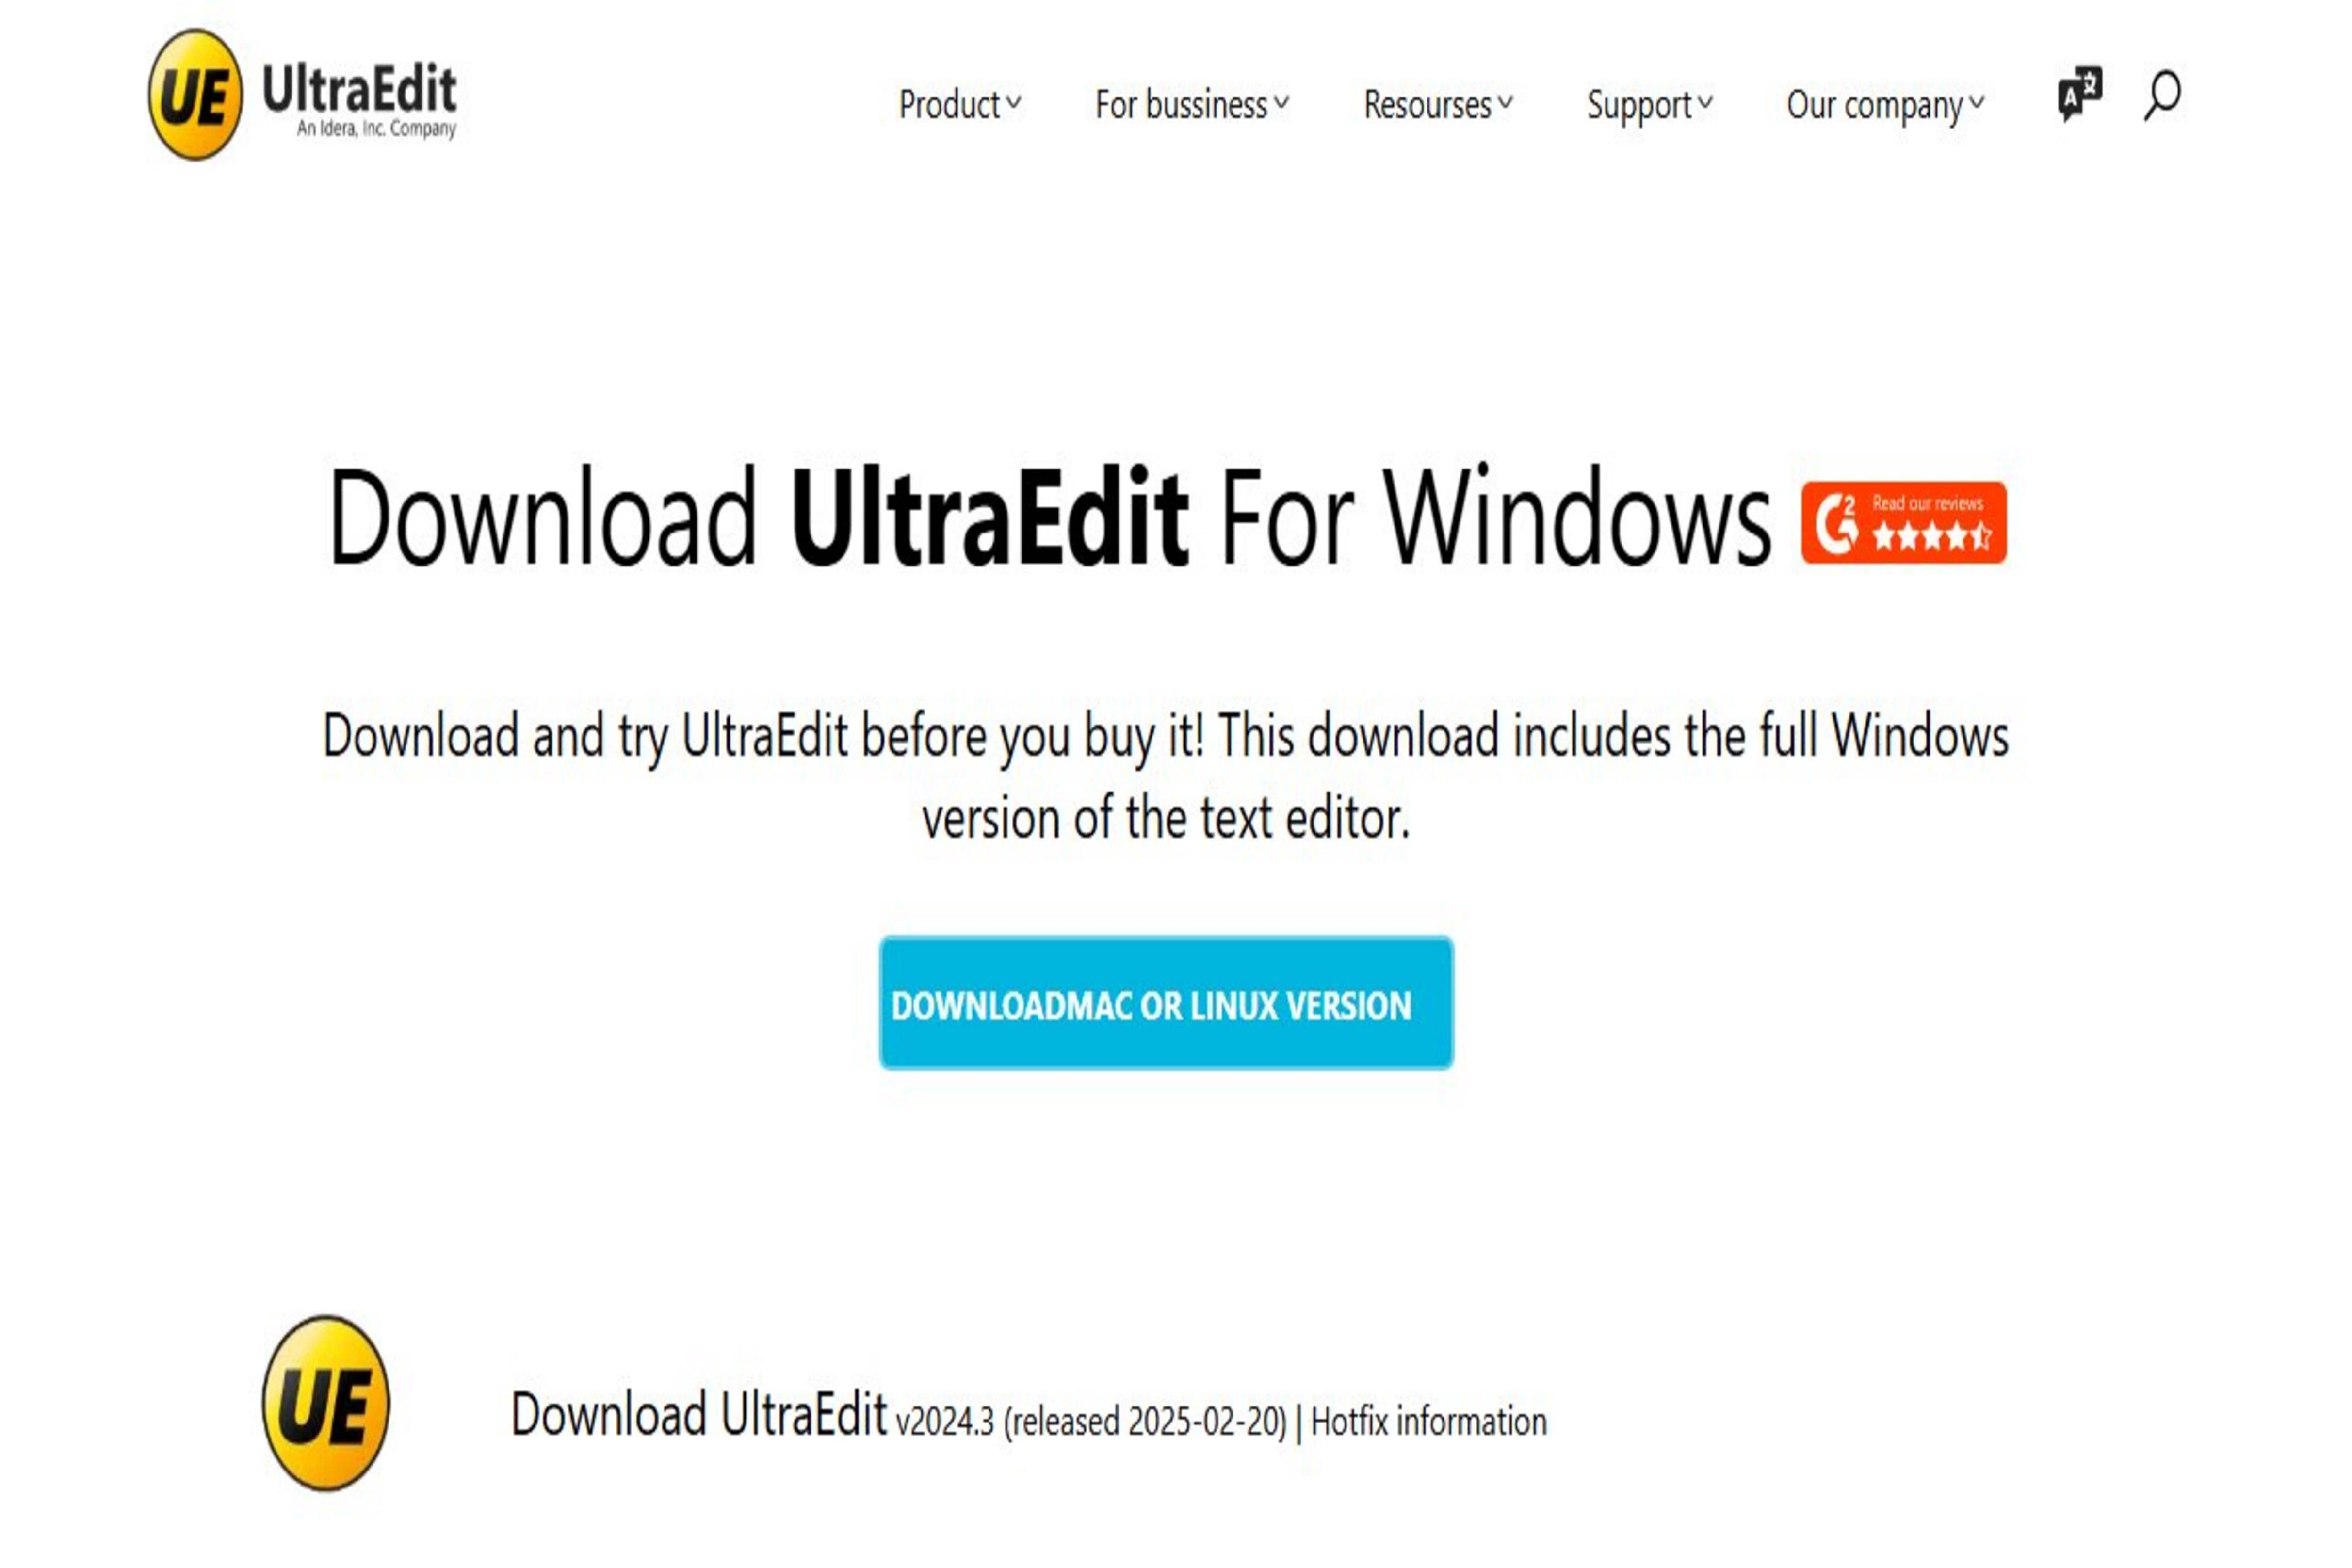 UE UltraEdit
An Idera, Inc. Company
Product For bussiness Resourses Support Our company A
Download UltraEdit For Windows
G2 Read our reviews
Download and try UltraEdit before you buy it! This download includes the full Windows
version of the text editor.
DOWNLOADMAC OR LINUX VERSION
UE
Download UltraEdit v2024.3 (released 2025-02-20) | Hotfix information